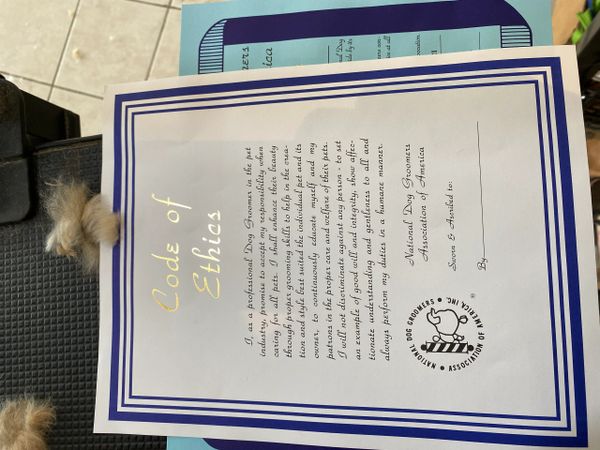 Code of
Ethics
I, as a professional Dog Groomer in the pet
industry, promise to accept my responsibility when
caring for all pets. I shall enhance their beauty
through proper grooming skills to help in the crea-
tion and style best suited the individual pet and its
owner, to continuously educate myself and my
patrons in the proper care and welfare of their pets.
I will not discriminate against any person - to set
an example of good will and integrity, show affec-
tionate understanding and gentleness to all and
always perform my duties in a humane manner.
National Dog Groomers
Association of America
Sworn & Ascribed to:
By
NATIONAL DOG GROOMERS • ASSOCIATION OF AMERICA INC. •
®